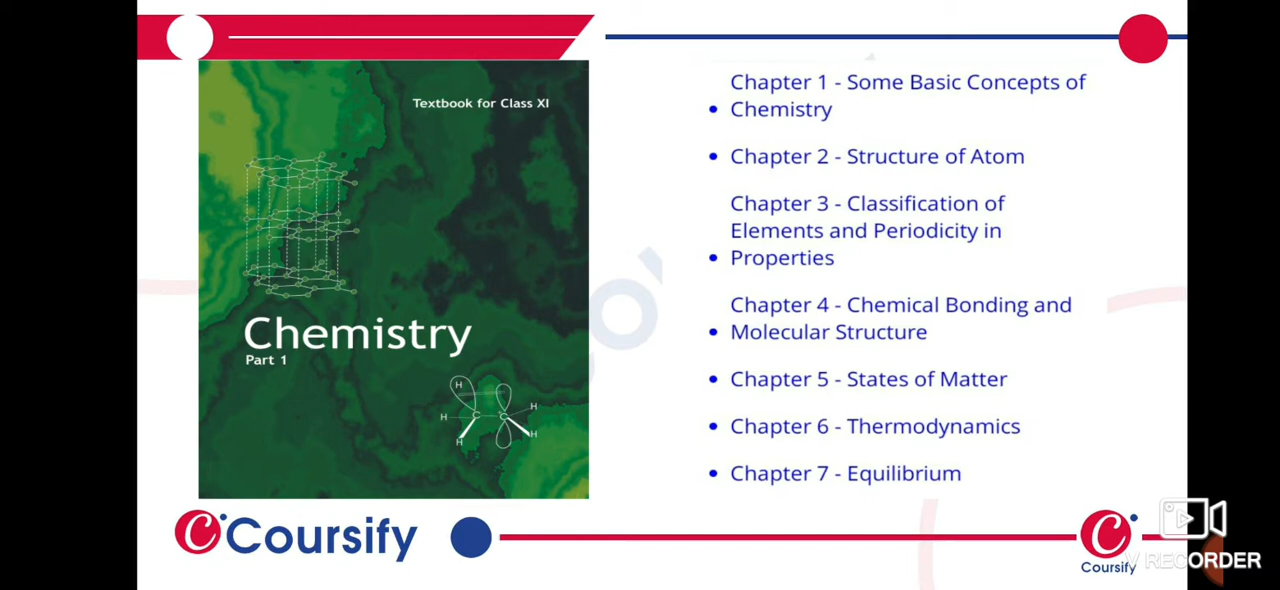 Textbook for Class XI
Chemistry
Part 1
H
H
C
C
H
H
H
Chapter 1 - Some Basic Concepts of
Chemistry
Chapter 2 - Structure of Atom
Chapter 3 - Classification of
Elements and Periodicity in
Properties
Chapter 4 - Chemical Bonding and
Molecular Structure
Chapter 5 - States of Matter
Chapter 6 - Thermodynamics
Chapter 7 - Equilibrium
Coursify
Coursify
V RECORDER